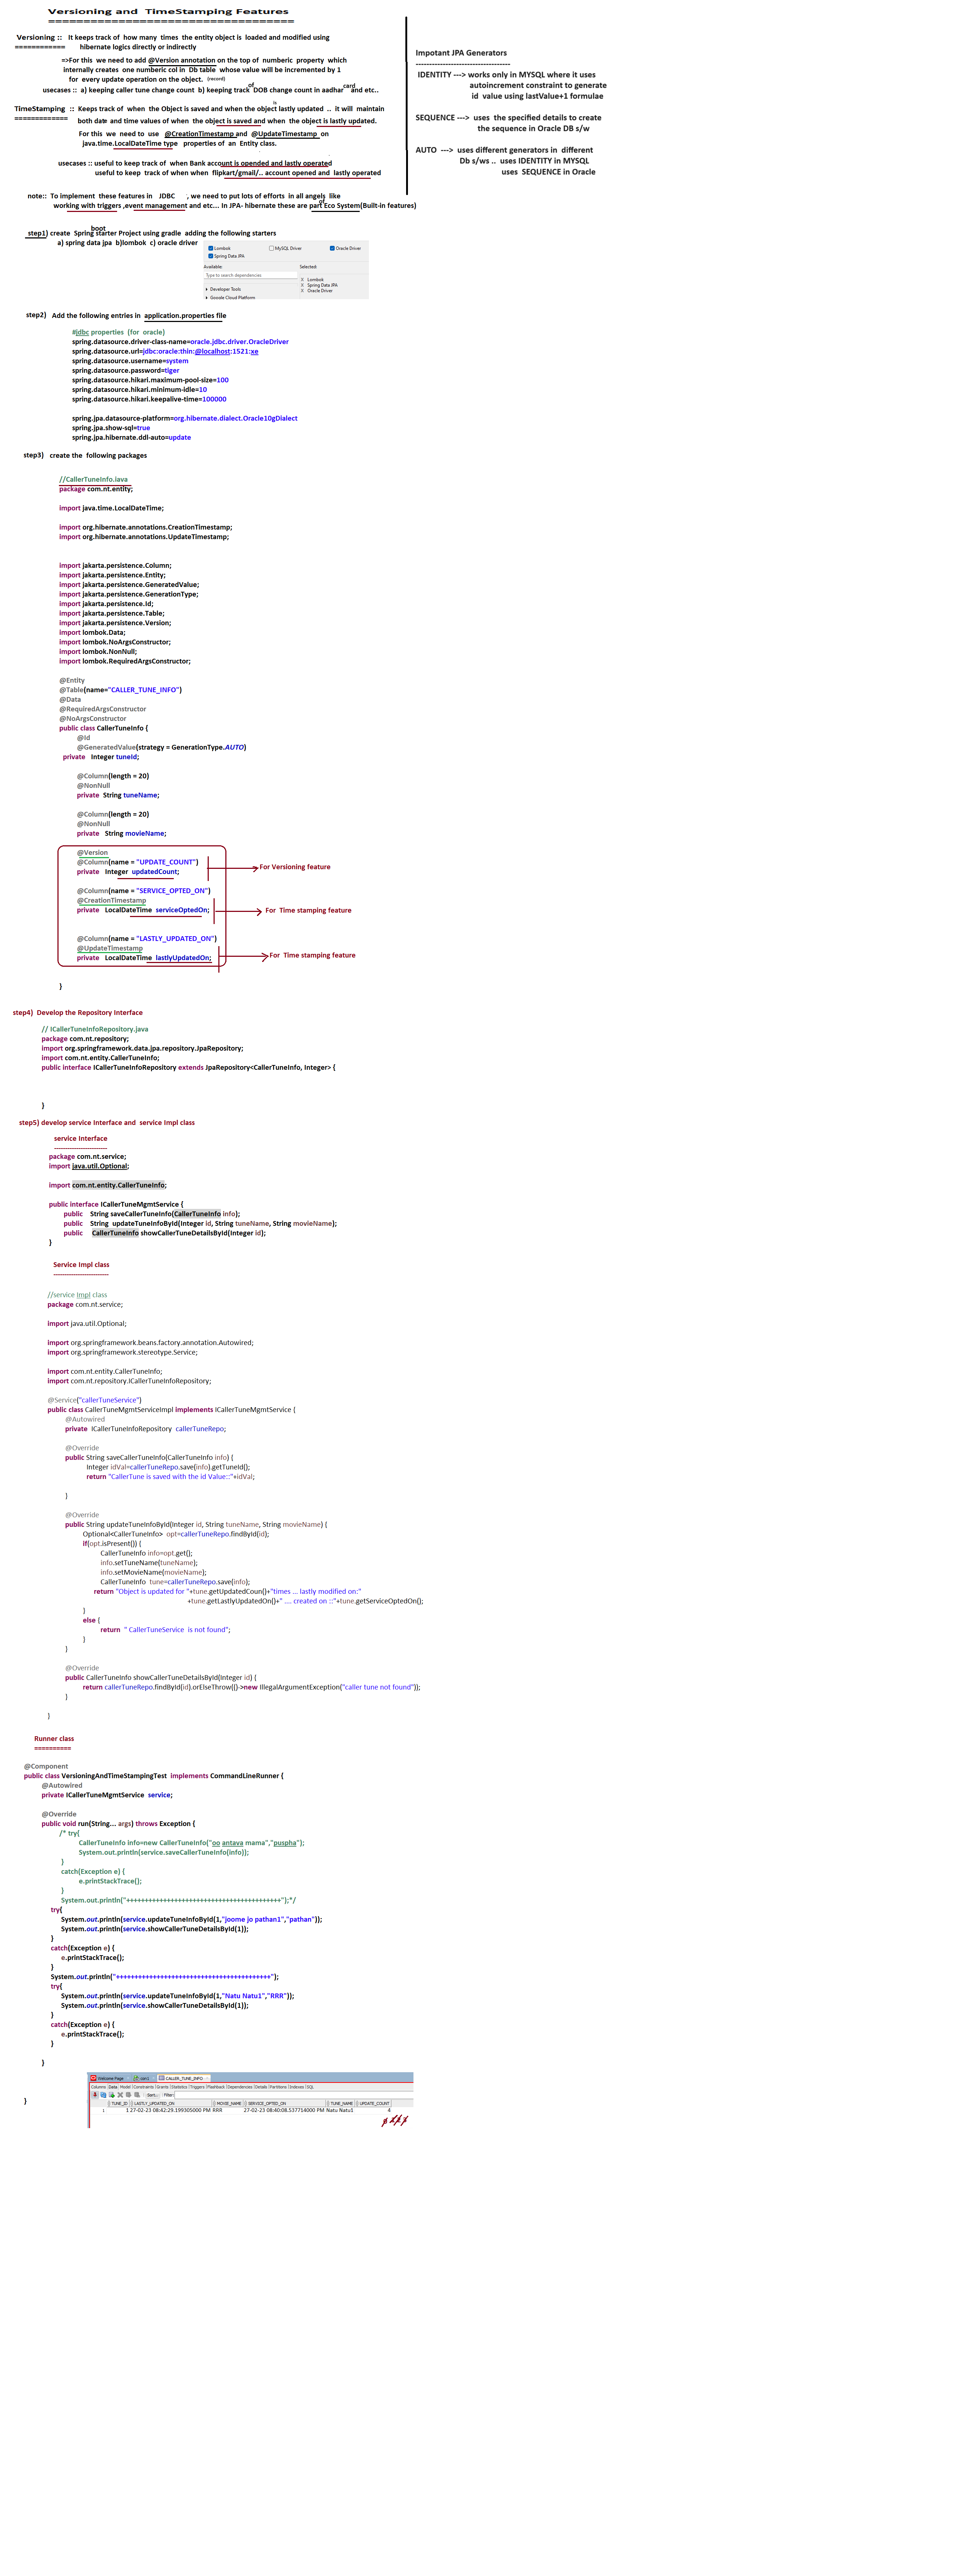 Versioning and TimeStamping Features
===================================
Versioning :: It keeps track of how many times the entity object is loaded and modified using
============ hibernate logics directly or indirectly
=>For this we need to add @Version annotation on the top of numberic property which
internally creates one numberic col in Db table whose value will be incremented by 1
for every update operation on the object. (record)
usecases :: a) keeping caller tune change count b) keeping track of DOB change count in aadhar card and etc..
TimeStamping :: Keeps track of when the Object is saved and when the object is lastly updated .. it will maintain
============= both date and time values of when the object is saved and when the object is lastly updated.
For this we need to use @CreationTimestamp and @UpdateTimestamp on
java.time.LocalDateTime type properties of an Entity class.
usecases :: useful to keep track of when Bank account is opended and lastly operated
useful to keep track of when when flipkart/gmail/.. account opened and lastly operated
note:: To implement these features in JDBC , we need to put lots of efforts in all angels like
working with triggers ,event management and etc... In JPA- hibernate these are part of Eco System(Built-in features)
Impotant JPA Generators
----------------------------------
IDENTITY ---> works only in MYSQL where it uses
autoincrement constraint to generate
id value using lastValue+1 formulae
SEQUENCE ---> uses the specified details to create
the sequence in Oracle DB s/w
AUTO ---> uses different generators in different
Db s/ws .. uses IDENTITY in MYSQL
uses SEQUENCE in Oracle
step1) create Spring boot starter Project using gradle adding the following starters
a) spring data jpa b)lombok c) oracle driver
Lombok MySQL Driver Oracle Driver
Spring Data JPA
Available: Selected:
Type to search dependencies
X Lombok
Developer Tools X Spring Data JPA
Google Cloud Platform X Oracle Driver
step2) Add the following entries in application.properties file
#jdbc properties (for oracle)
spring.datasource.driver-class-name=oracle.jdbc.driver.OracleDriver
spring.datasource.url=jdbc:oracle:thin:@localhost:1521:xe
spring.datasource.username=system
spring.datasource.password=tiger
spring.datasource.hikari.maximum-pool-size=100
spring.datasource.hikari.minimum-idle=10
spring.datasource.hikari.keepalive-time=100000
spring.jpa.datasource-platform=org.hibernate.dialect.Oracle10gDialect
spring.jpa.show-sql=true
spring.jpa.hibernate.ddl-auto=update
step3) create the following packages
//CallerTuneInfo.java
package com.nt.entity;
import java.time.LocalDateTime;
import org.hibernate.annotations.CreationTimestamp;
import org.hibernate.annotations.UpdateTimestamp;
import jakarta.persistence.Column;
import jakarta.persistence.Entity;
import jakarta.persistence.GeneratedValue;
import jakarta.persistence.GenerationType;
import jakarta.persistence.Id;
import jakarta.persistence.Table;
import jakarta.persistence.Version;
import lombok.Data;
import lombok.NoArgsConstructor;
import lombok.NonNull;
import lombok.RequiredArgsConstructor;
@Entity
@Table(name="CALLER_TUNE_INFO")
@Data
@RequiredArgsConstructor
@NoArgsConstructor
public class CallerTuneInfo {
@Id
@GeneratedValue(strategy = GenerationType.AUTO)
private Integer tuneId;
@Column(length = 20)
@NonNull
private String tuneName;
@Column(length = 20)
@NonNull
private String movieName;
@Version
@Column(name = "UPDATE_COUNT")
private Integer updatedCount;
For Versioning feature
@Column(name = "SERVICE_OPTED_ON")
@CreationTimestamp
private LocalDateTime serviceOptedOn;
For Time stamping feature
@Column(name = "LASTLY_UPDATED_ON")
@UpdateTimestamp
private LocalDateTime lastlyUpdatedOn;
For Time stamping feature
}
step4) Develop the Repository Interface
// ICallerTuneInfoRepository.java
package com.nt.repository;
import org.springframework.data.jpa.repository.JpaRepository;
import com.nt.entity.CallerTuneInfo;
public interface ICallerTuneInfoRepository extends JpaRepository<CallerTuneInfo, Integer> {
}
step5) develop service Interface and service Impl class
service Interface
------------------------
package com.nt.service;
import java.util.Optional;
import com.nt.entity.CallerTuneInfo;
public interface ICallerTuneMgmtService {
public String saveCallerTuneInfo(CallerTuneInfo info);
public String updateTuneInfoById(Integer id, String tuneName, String movieName);
public CallerTuneInfo showCallerTuneDetailsById(Integer id);
}
Service Impl class
-------------------------
//service Impl class
package com.nt.service;
import java.util.Optional;
import org.springframework.beans.factory.annotation.Autowired;
import org.springframework.stereotype.Service;
import com.nt.entity.CallerTuneInfo;
import com.nt.repository.ICallerTuneInfoRepository;
@Service("callerTuneService")
public class CallerTuneMgmtServiceImpl implements ICallerTuneMgmtService {
@Autowired
private ICallerTuneInfoRepository callerTuneRepo;
@Override
public String saveCallerTuneInfo(CallerTuneInfo info) {
Integer idVal=callerTuneRepo.save(info).getTuneId();
return "CallerTune is saved with the id Value::"+idVal;
}
@Override
public String updateTuneInfoById(Integer id, String tuneName, String movieName) {
Optional<CallerTuneInfo> opt=callerTuneRepo.findById(id);
if(opt.isPresent()) {
CallerTuneInfo info=opt.get();
info.setTuneName(tuneName);
info.setMovieName(movieName);
CallerTuneInfo tune=callerTuneRepo.save(info);
return "Object is updated for "+tune.getUpdatedCoun()+"times ... lastly modified on:"
+tune.getLastlyUpdatedOn()+" .... created on ::"+tune.getServiceOptedOn();
}
else {
return " CallerTuneService is not found";
}
}
@Override
public CallerTuneInfo showCallerTuneDetailsById(Integer id) {
return callerTuneRepo.findById(id).orElseThrow(()->new IllegalArgumentException("caller tune not found"));
}
}
Runner class
==========
@Component
public class VersioningAndTimeStampingTest implements CommandLineRunner {
@Autowired
private ICallerTuneMgmtService service;
@Override
public void run(String... args) throws Exception {
/* try{
CallerTuneInfo info=new CallerTuneInfo("oo antava mama","puspha");
System.out.println(service.saveCallerTuneInfo(info));
}
catch(Exception e) {
e.printStackTrace();
}
System.out.println("++++++++++++++++++++++++++++++++++++++++++");*/
try{
System.out.println(service.updateTuneInfoById(1,"joome jo pathan1","pathan"));
System.out.println(service.showCallerTuneDetailsById(1));
}
catch(Exception e) {
e.printStackTrace();
}
System.out.println("++++++++++++++++++++++++++++++++++++++++++");
try{
System.out.println(service.updateTuneInfoById(1,"Natu Natu1","RRR"));
System.out.println(service.showCallerTuneDetailsById(1));
}
catch(Exception e) {
e.printStackTrace();
}
}
}
Welcome Page CALLER_TUNE_INFO
Columns Data Model Constraints Grants Statistics Triggers Flashback Dependencies Details Partitions Indexes SQL
Sort.. Filter:
TUNE_ID LASTLY_UPDATED_ON MOVIE_NAME SERVICE_OPTED_ON TUNE_NAME UPDATE_COUNT
1 1 27-02-23 08:42:29.199305000 PM RRR 27-02-23 08:40:08.537714000 PM Natu Natu1 4